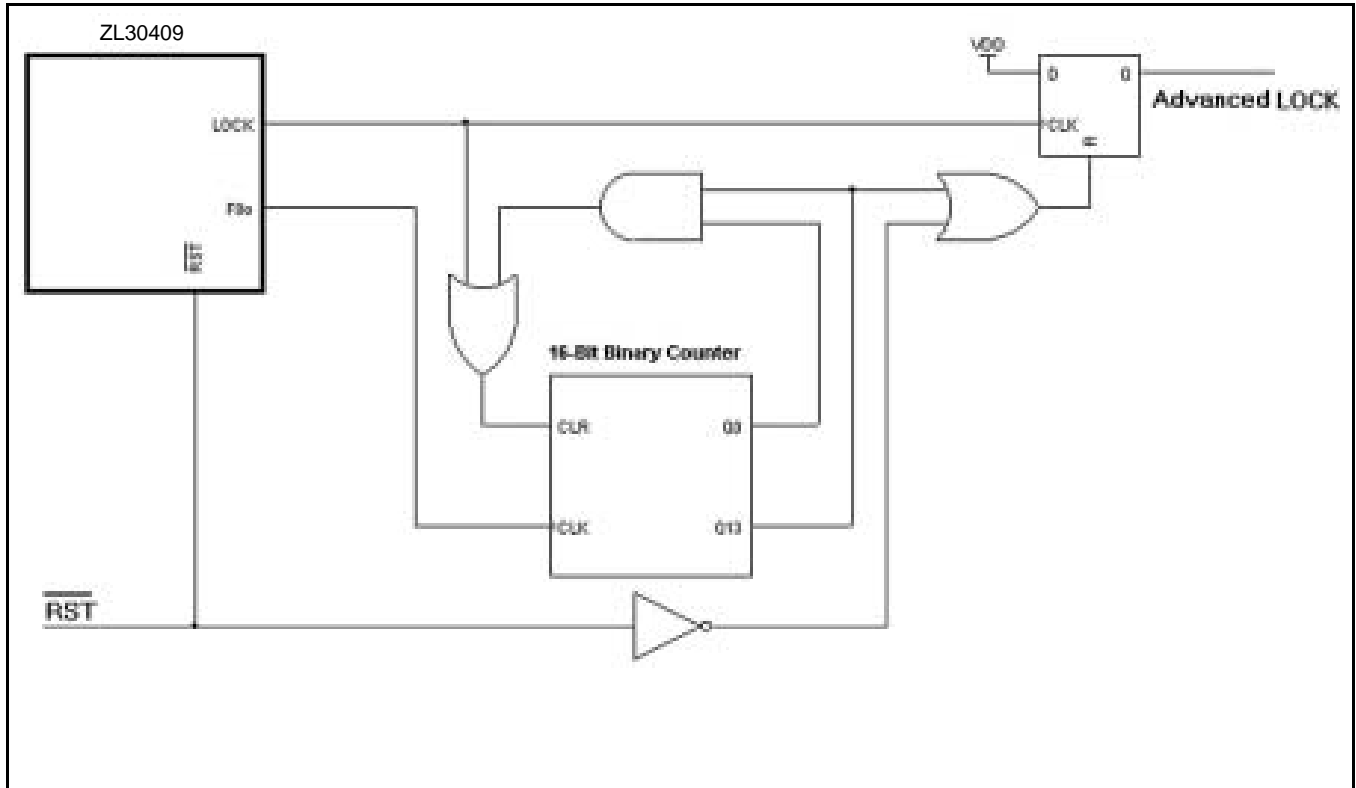 ZL30409
VDD
D Q
Advanced LOCK
LOCK
CLK
R
F8o
RST
16-Bit Binary Counter
CLR Q3
CLK Q13
RST